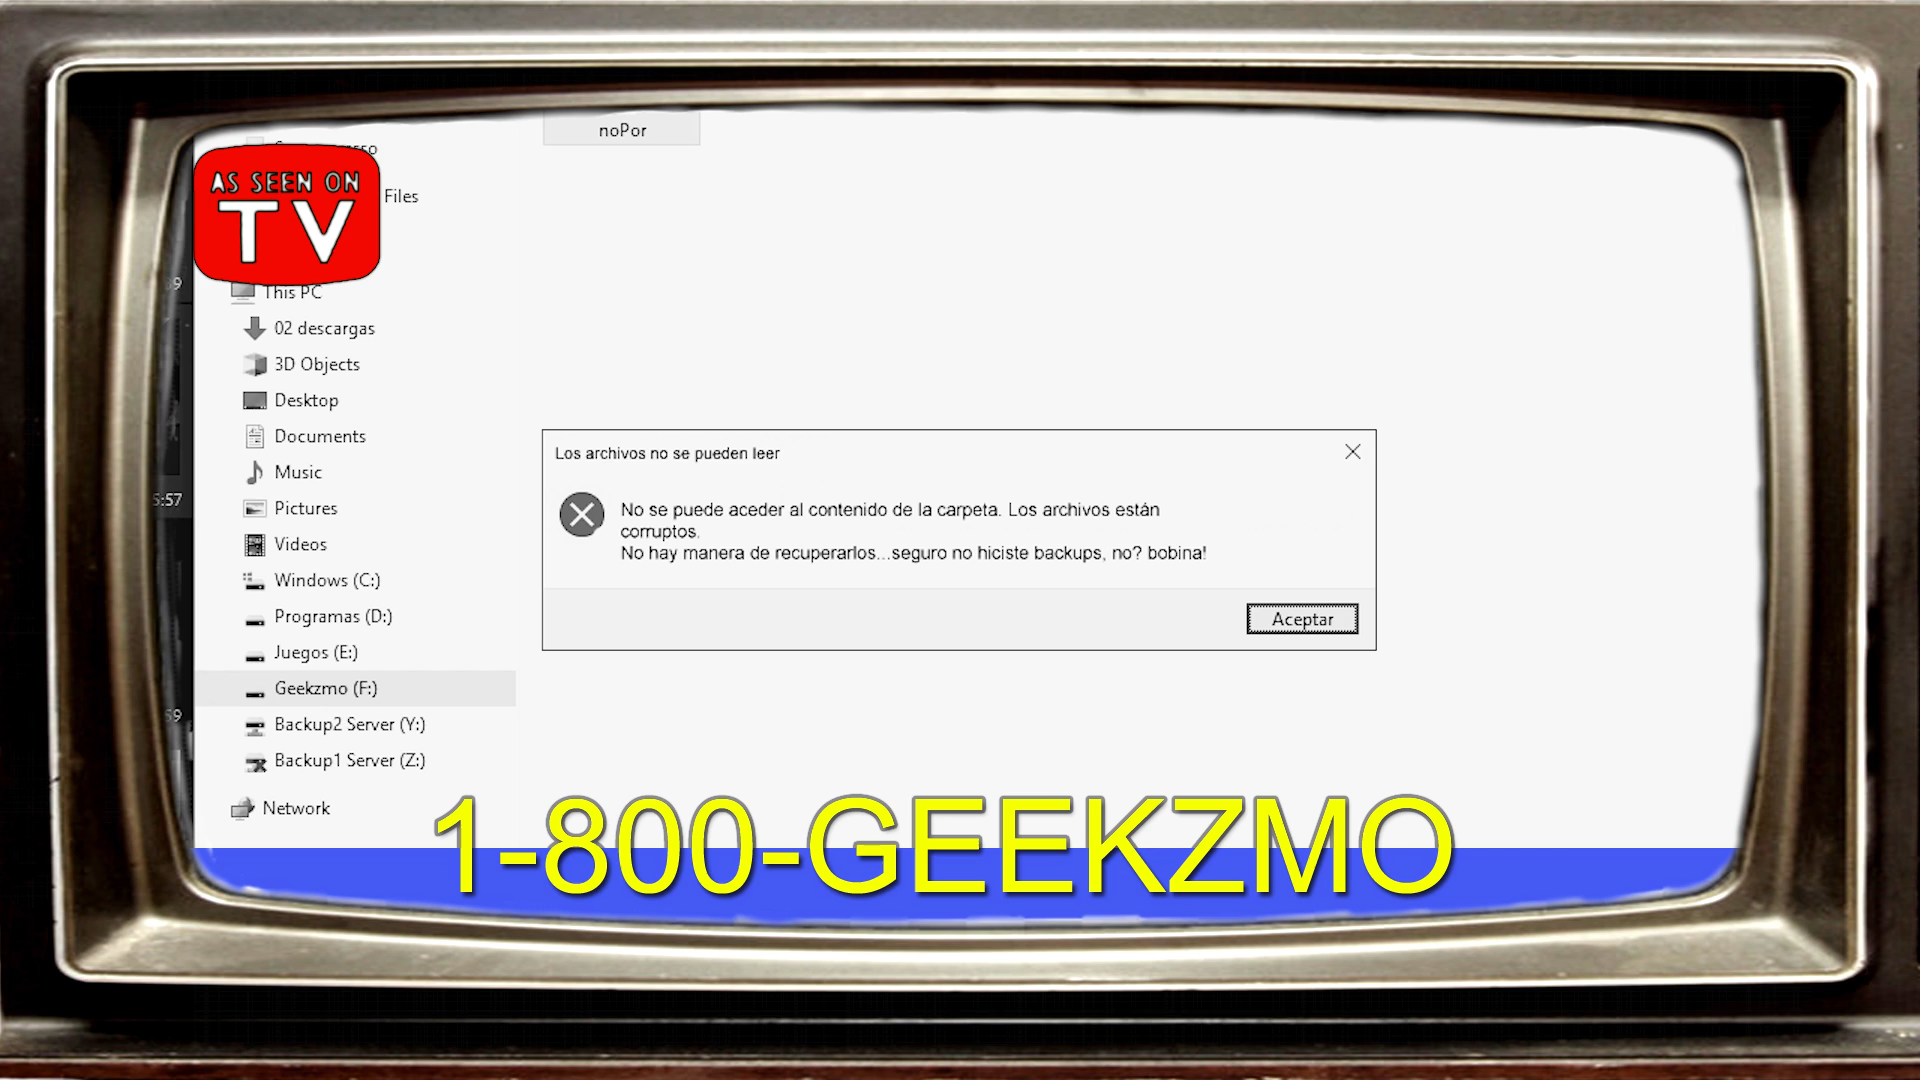 noPor
AS SEEN ON
TV
Files
This PC
02 descargas
3D Objects
Desktop
Documents
Music
Pictures
Videos
Windows (C:)
Programas (D:)
Juegos (E:)
Geekzmo (F:)
Backup2 Server (Y:)
Backup1 Server (Z:)
Network
5:57
59
Los archivos no se pueden leer
No se puede aceder al contenido de la carpeta. Los archivos están
corruptos.
No hay manera de recuperarlos...seguro no hiciste backups, no? bobina!
Aceptar
1-800-GEEKZMO